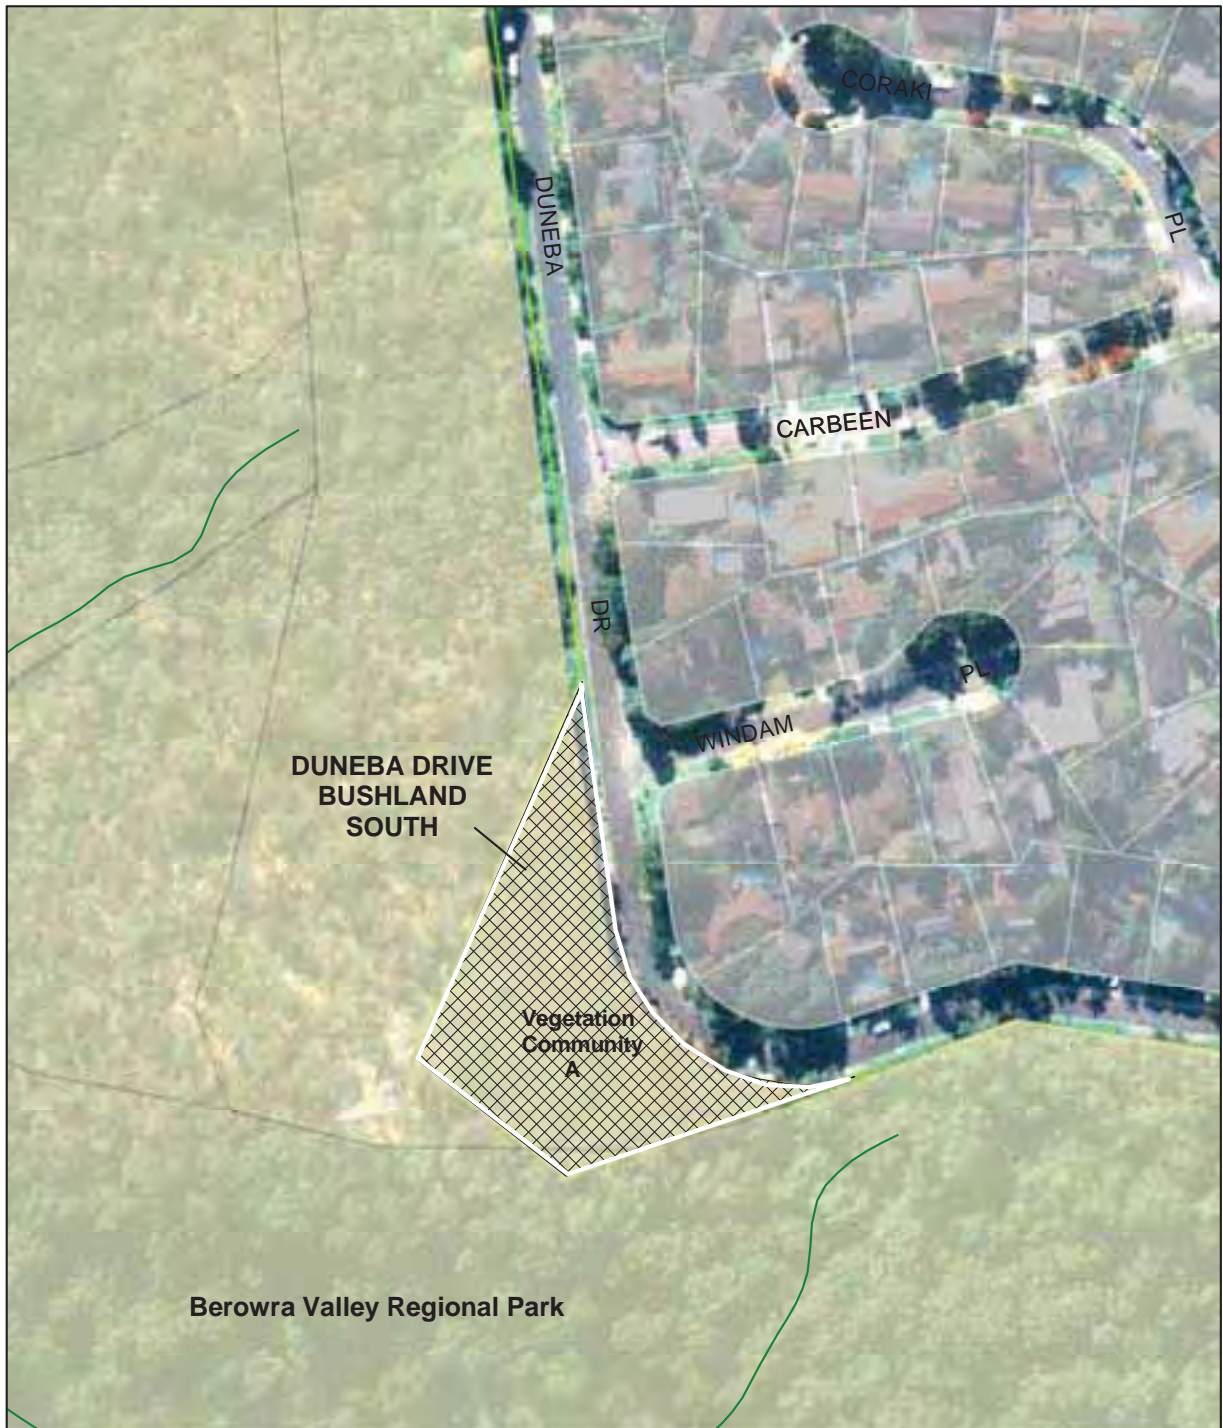 CORAKI
PL
DUNEBA
CARBEEN
DR
PL
WINDAM
DUNEBA DRIVE
BUSHLAND
SOUTH
Vegetation
Community
A
Berowra Valley Regional Park